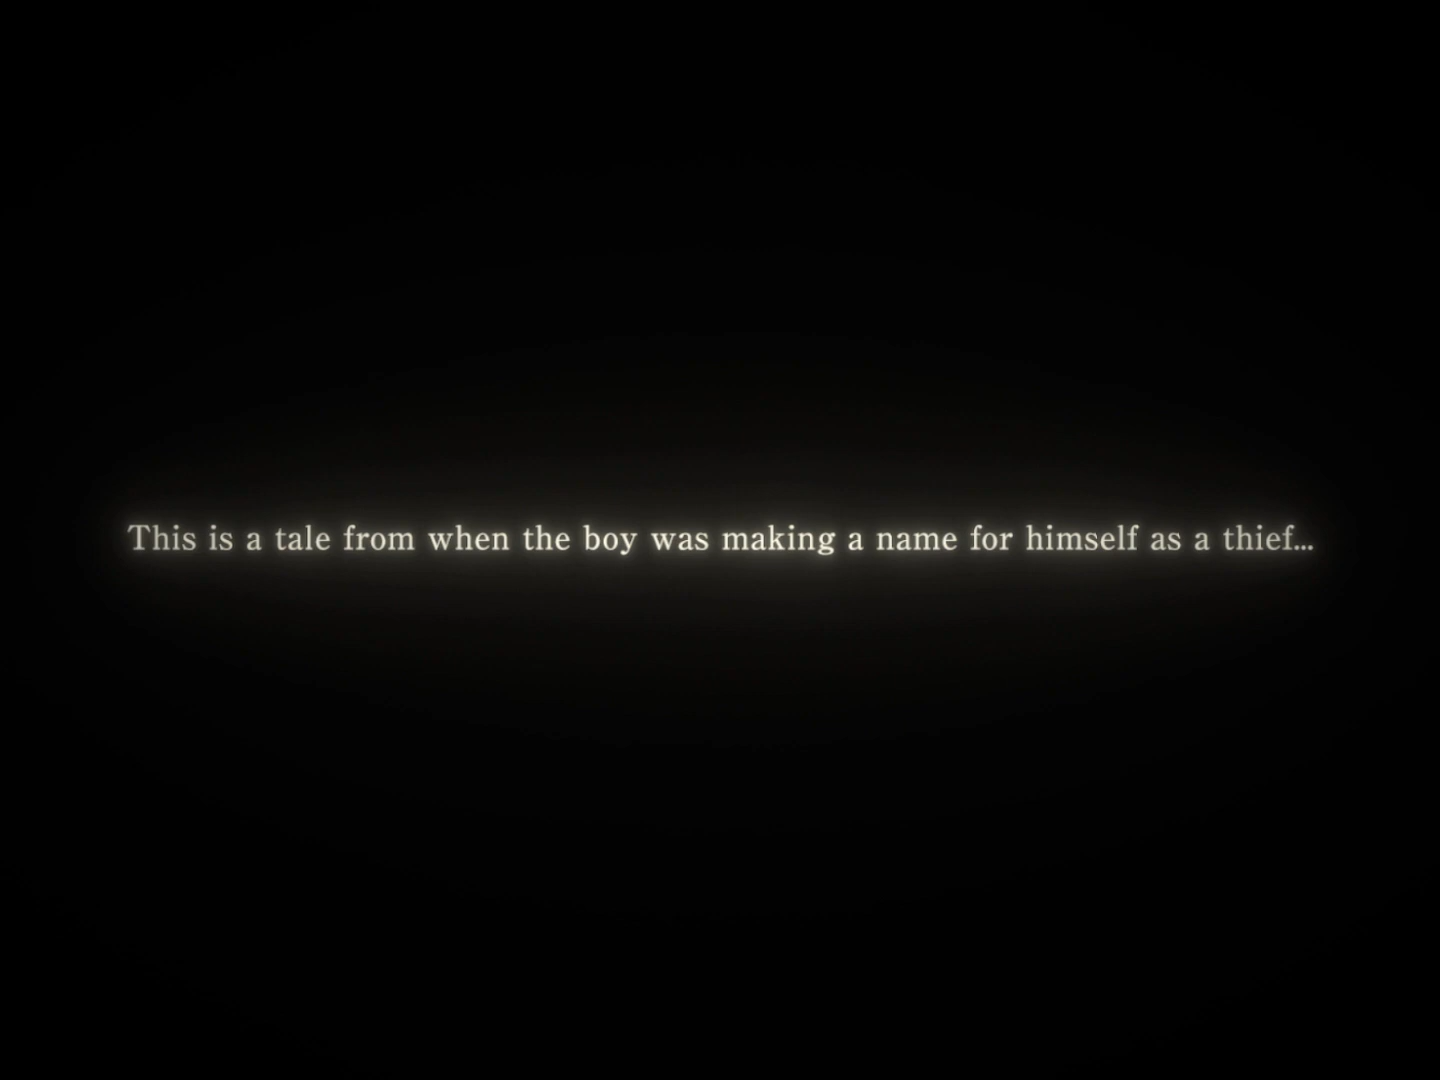 This is a tale from when the boy was making a name for himself as a thief...